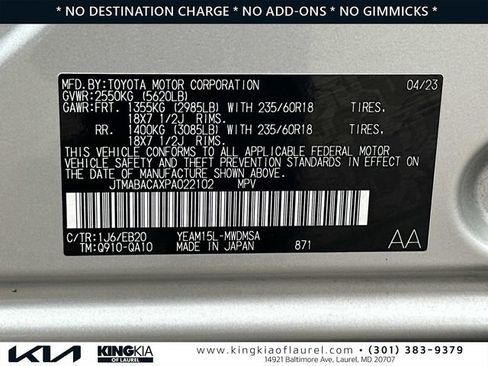 * NO DESTINATION CHARGE * NO ADD-ONS * NO GIMMICKS *
MFD.BY:TOYOTA MOTOR CORPORATION 04/23
GVWR:2550KG (5620LB)
GAWR:FRT. 1355KG (2985LB) WITH 235/60R18 TIRES.
18X7 1/2J RIMS.
RR. 1400KG (3085LB) WITH 235/60R18 TIRES.
18X7 1/2J RIMS.
THIS VEHICLE CONFORMS TO ALL APPLICABLE FEDERAL MOTOR
VEHICLE SAFETY AND THEFT PREVENTION STANDARDS IN EFFECT ON
THE DATE OF MANUFACTURE SHOWN ABOVE.
JTMABACAXPA022102 MPV
C/TR:1J6/EB20 YEAM15L-MWDMSA
TM:Q910-QA10 MADE IN JAPAN 871 AA
KIA KING KIA OF LAUREL www.kingkiaoflaurel.com • (301) 383-9379
14921 Baltimore Ave, Laurel, MD 20707